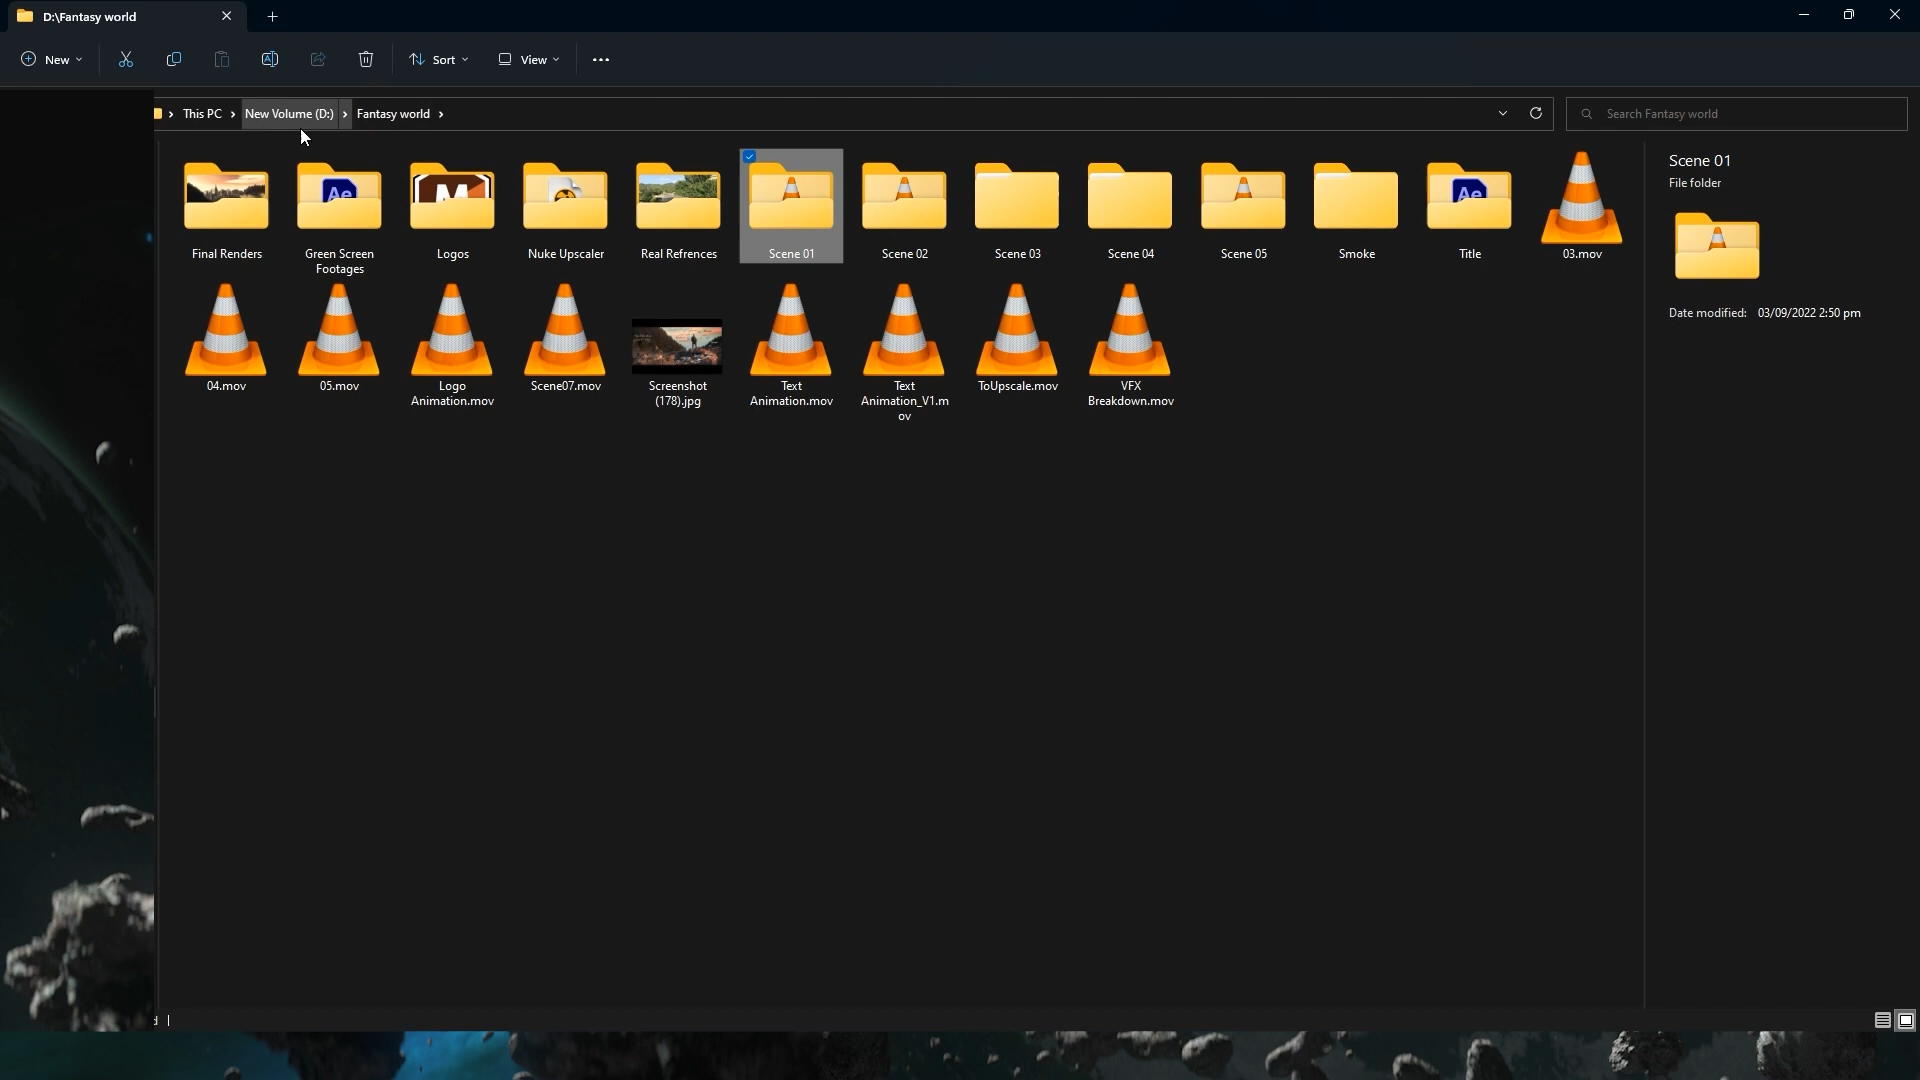 D:\Fantasy world
New
Sort
View
This PC
New Volume (D:)
Fantasy world
Search Fantasy world
Final Renders
Green Screen
Footages
Ae
Logos
M
Nuke Upscaler
Real Refrences
Scene 01
Scene 02
Scene 03
Scene 04
Scene 05
Smoke
Title
Ae
03.mov
04.mov
05.mov
Logo
Animation.mov
Scene07.mov
Screenshot
(178).jpg
Text
Animation.mov
Text
Animation_V1.m
ov
ToUpscale.mov
VFX
Breakdown.mov
Scene 01
File folder
Date modified: 03/09/2022 2:50 pm